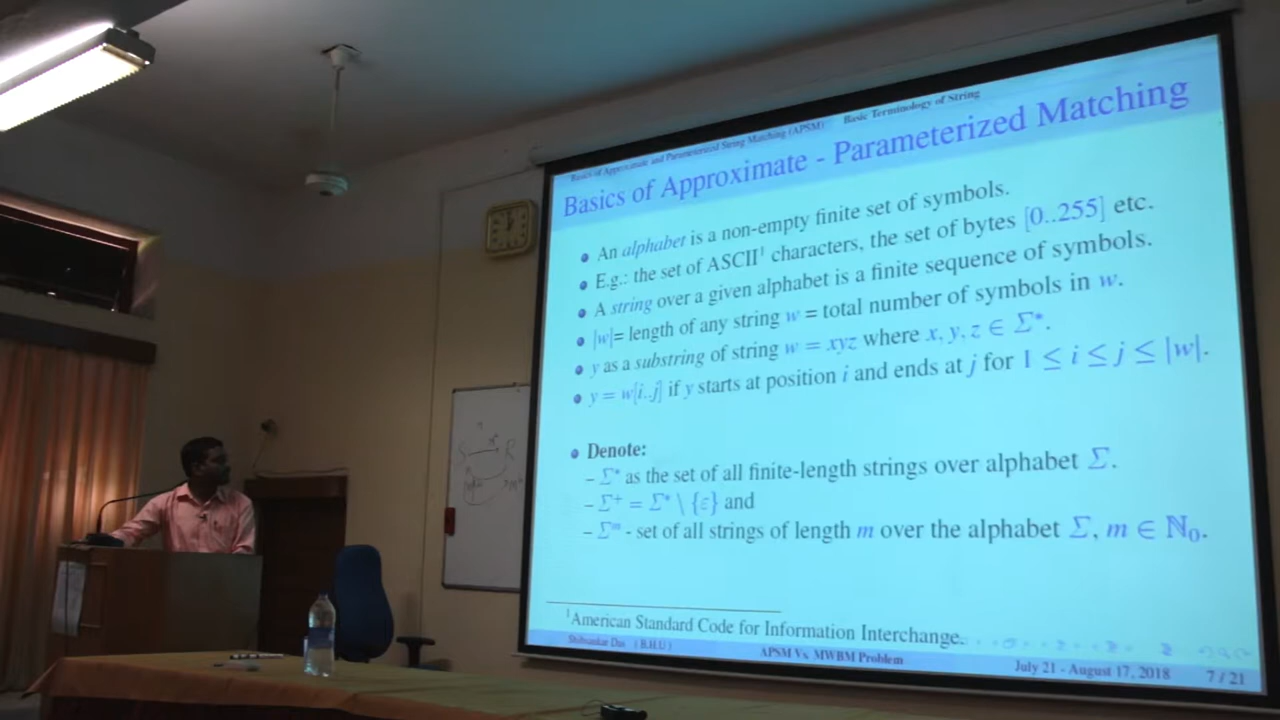 Basics of Approximate and Parameterized String Matching (APSM) Basic Terminology of String
Basics of Approximate - Parameterized Matching
An alphabet is a non-empty finite set of symbols.
E.g.: the set of ASCII¹ characters, the set of bytes [0..255] etc.
A string over a given alphabet is a finite sequence of symbols.
|w|= length of any string w = total number of symbols in w.
y as a substring of string w = xyz where x, y, z ∈ Σ*.
y = w[i..j] if y starts at position i and ends at j for 1 ≤ i ≤ j ≤ |w|.
Denote:
– Σ* as the set of all finite-length strings over alphabet Σ.
– Σ⁺ = Σ* \ {ε} and
– Σᵐ - set of all strings of length m over the alphabet Σ, m ∈ ℕ₀.
¹American Standard Code for Information Interchange.
Shibsankar Das (B.H.U) APSM Vs. MWBM Problem July 21 - August 17, 2018 7 / 21
S R